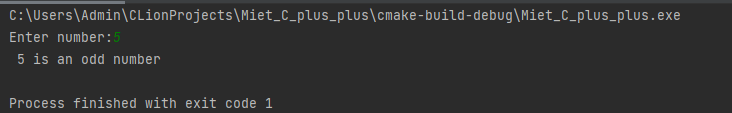 C:\Users\Admin\CLionProjects\Miet_C_plus_plus\cmake-build-debug\Miet_C_plus_plus.exe
Enter number:5
 5 is an odd number
Process finished with exit code 1